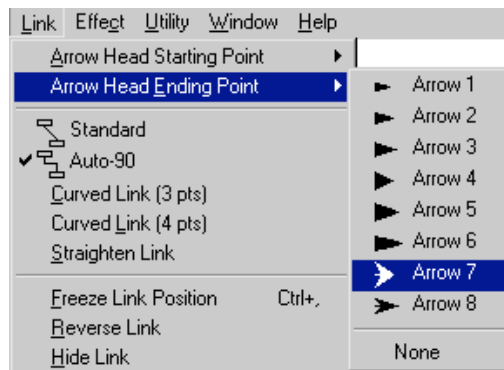 Link Effect Utility Window Help
Arrow Head Starting Point
Arrow Head Ending Point
Standard
Auto-90
Curved Link (3 pts)
Curved Link (4 pts)
Straighten Link
Freeze Link Position Ctrl+,
Reverse Link
Hide Link
Arrow 1
Arrow 2
Arrow 3
Arrow 4
Arrow 5
Arrow 6
Arrow 7
Arrow 8
None